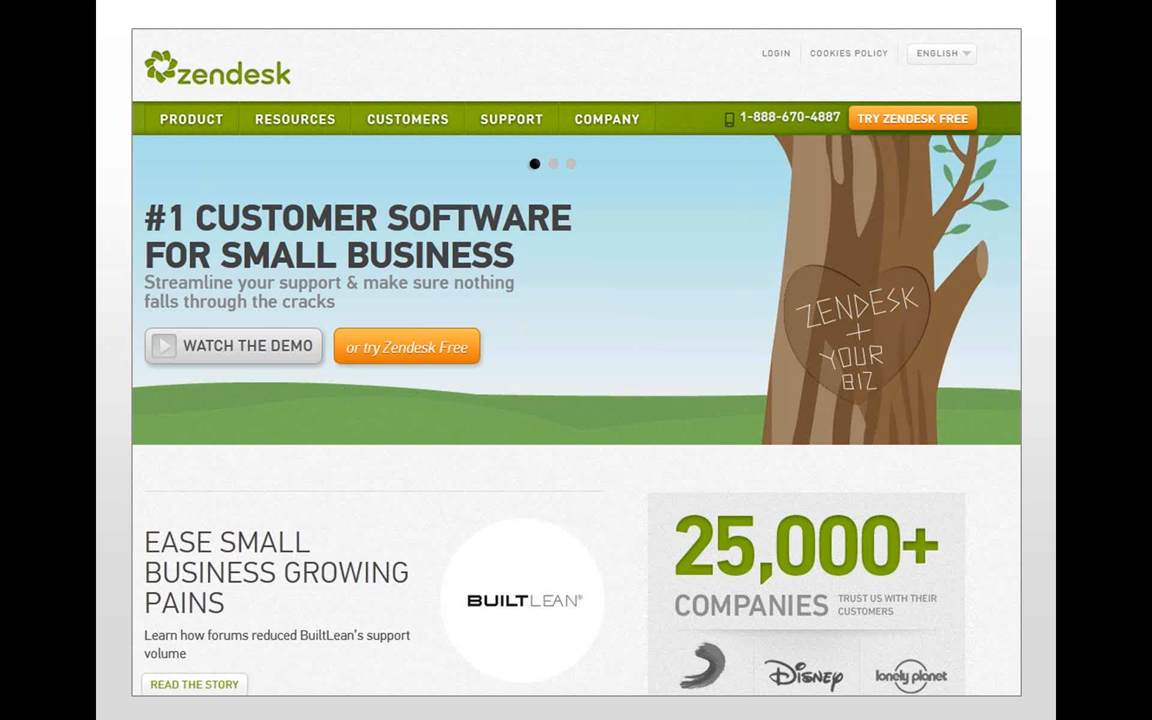 zendesk
LOGIN
COOKIES POLICY
ENGLISH
PRODUCT
RESOURCES
CUSTOMERS
SUPPORT
COMPANY
1-888-670-4887
TRY ZENDESK FREE
#1 CUSTOMER SOFTWARE
FOR SMALL BUSINESS
Streamline your support & make sure nothing
falls through the cracks
WATCH THE DEMO
or try Zendesk Free
ZENDESK
+
YOUR
BIZ
EASE SMALL
BUSINESS GROWING
PAINS
Learn how forums reduced BuiltLean's support
volume
READ THE STORY
BUILTLEAN®
25,000+
COMPANIES
TRUST US WITH THEIR
CUSTOMERS
DISNEY
lonely planet